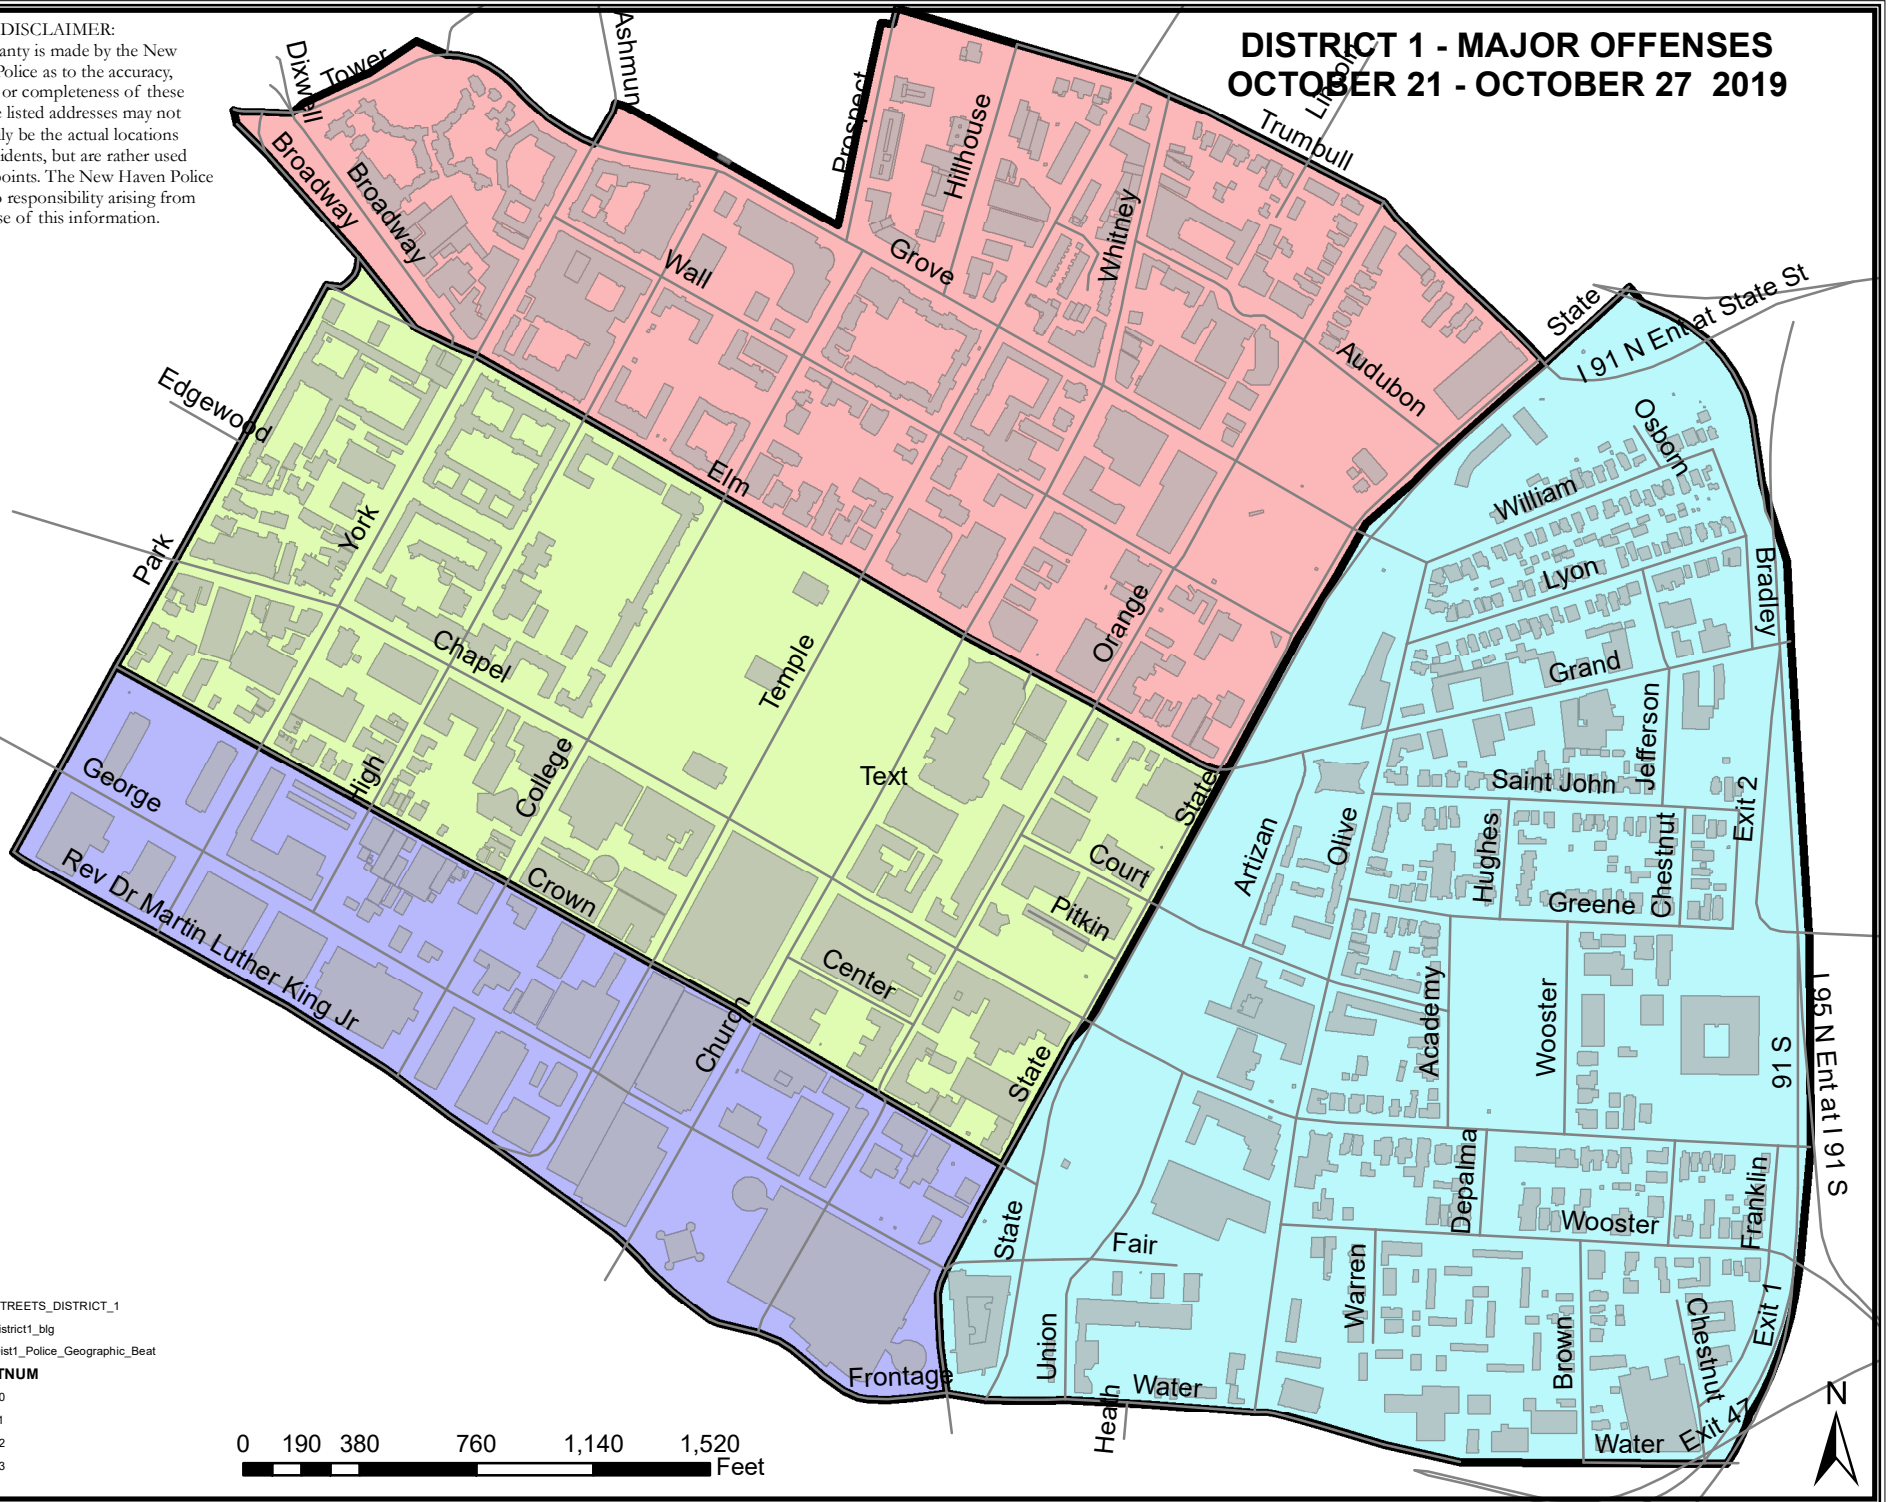 DISCLAIMER:
anty is made by the New
Police as to the accuracy,
or completeness of these
e listed addresses may not
ly be the actual locations
idents, but are rather used
points. The New Haven Police
o responsibility arising from
se of this information.
DISTRICT 1 - MAJOR OFFENSES
OCTOBER 21 - OCTOBER 27 2019
Dixwell
Tower
Ashmun
Prospect
Hillhouse
Lincoln
Trumbull
Broadway
Broadway
Whitney
Grove
Wall
State
I 91 N Ent at State St
Audubon
Edgewood
Osborn
Elm
William
York
Park
Lyon
Bradley
Orange
Chapel
Temple
Grand
Jefferson
George
High
College
Text
State
Saint John
Exit 2
Artizan
Olive
Hughes
Chestnut
Court
Crown
Greene
Pitkin
Rev Dr Martin Luther King Jr
Center
Academy
Wooster
I 95 N Ent at I 91 S
Church
State
91 S
Depalma
Franklin
Wooster
State
Fair
Warren
Union
Exit 1
Chestnut
Brown
Frontage
Water
Heath
Water
Exit 47
N
TREETS_DISTRICT_1
istrict1_blg
ist1_Police_Geographic_Beat
TNUM
0
1
2
3
0 190 380 760 1,140 1,520
Feet